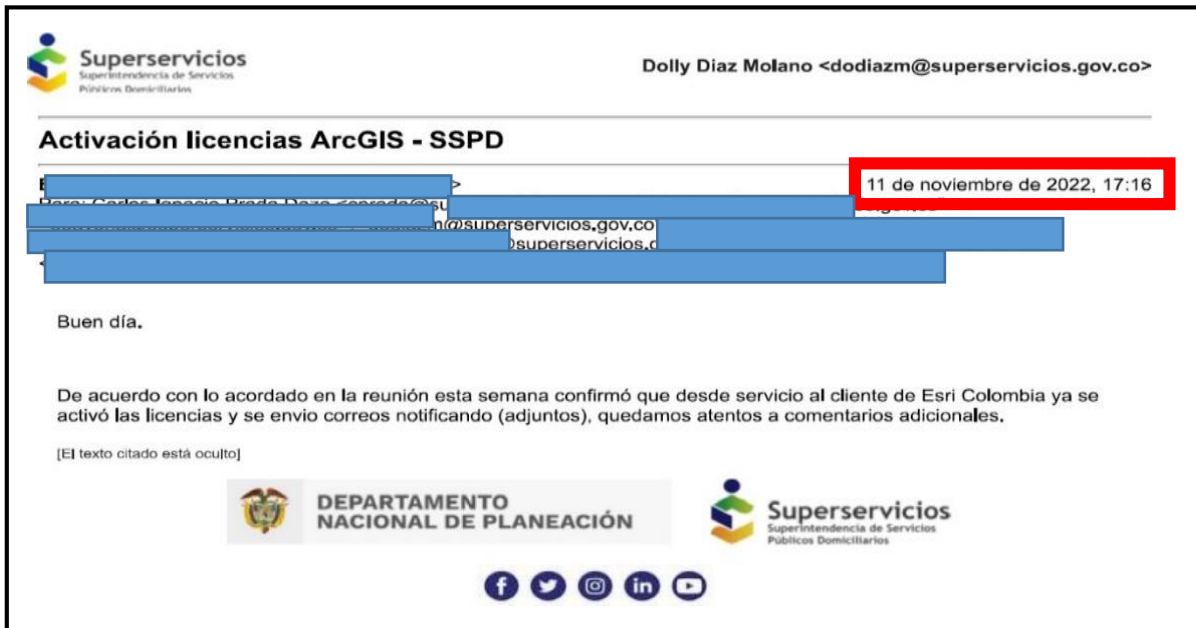 Superservicios
Superintendencia de Servicios
Públicos Domiciliarios
Dolly Diaz Molano <dodiazm@superservicios.gov.co>
Activación licencias ArcGIS - SSPD
11 de noviembre de 2022, 17:16
@superservicios.gov.co
@superservicios.
Buen día.
De acuerdo con lo acordado en la reunión esta semana confirmó que desde servicio al cliente de Esri Colombia ya se
activó las licencias y se envio correos notificando (adjuntos), quedamos atentos a comentarios adicionales.
[El texto citado está oculto]
DEPARTAMENTO
NACIONAL DE PLANEACIÓN
Superservicios
Superintendencia de Servicios
Públicos Domiciliarios